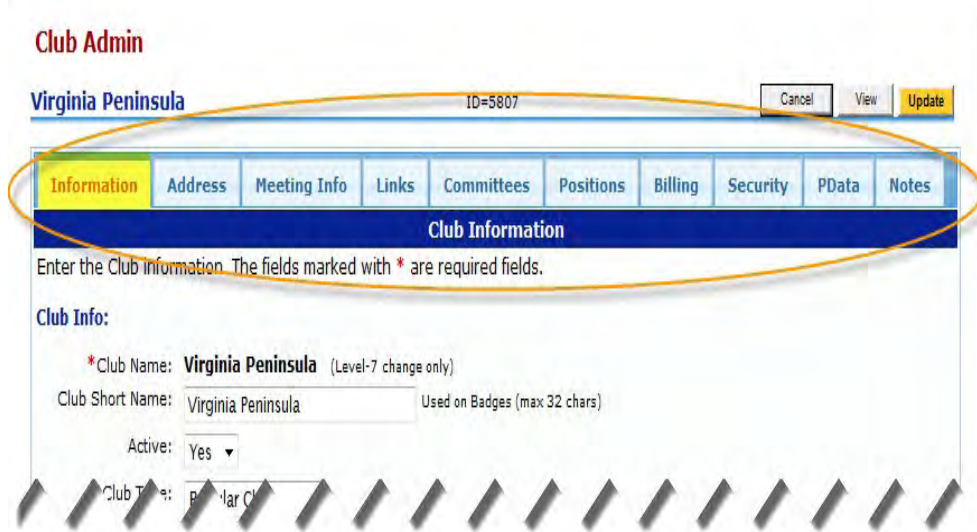 Club Admin
Virginia Peninsula ID=5807 Cancel View Update
Information Address Meeting Info Links Committees Positions Billing Security PData Notes
Club Information
Enter the Club Information. The fields marked with * are required fields.
Club Info:
*Club Name: Virginia Peninsula (Level-7 change only)
Club Short Name: Virginia Peninsula Used on Badges (max 32 chars)
Active: Yes
Club